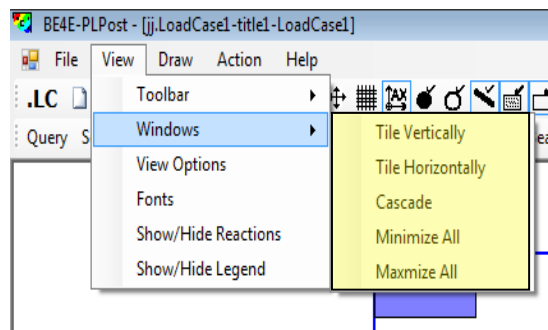 BE4E-PLPost - [jj.LoadCase1-title1-LoadCase1]
File View Draw Action Help
.LC
Toolbar
Query
Windows
Tile Vertically
View Options
Tile Horizontally
Fonts
Cascade
Show/Hide Reactions
Minimize All
Show/Hide Legend
Maxmize All